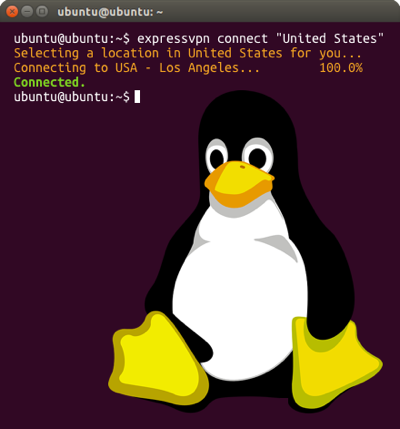 ubuntu@ubuntu: ~
ubuntu@ubuntu:~$ expressvpn connect "United States"
Selecting a location in United States for you...
Connecting to USA - Los Angeles... 100.0%
Connected.
ubuntu@ubuntu:~$